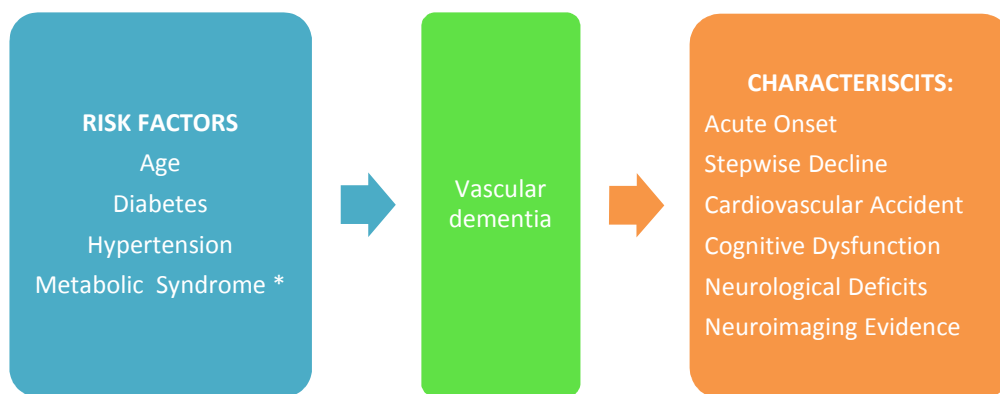 RISK FACTORS
Age
Diabetes
Hypertension
Metabolic Syndrome *
Vascular
dementia
CHARACTERISCITS:
Acute Onset
Stepwise Decline
Cardiovascular Accident
Cognitive Dysfunction
Neurological Deficits
Neuroimaging Evidence